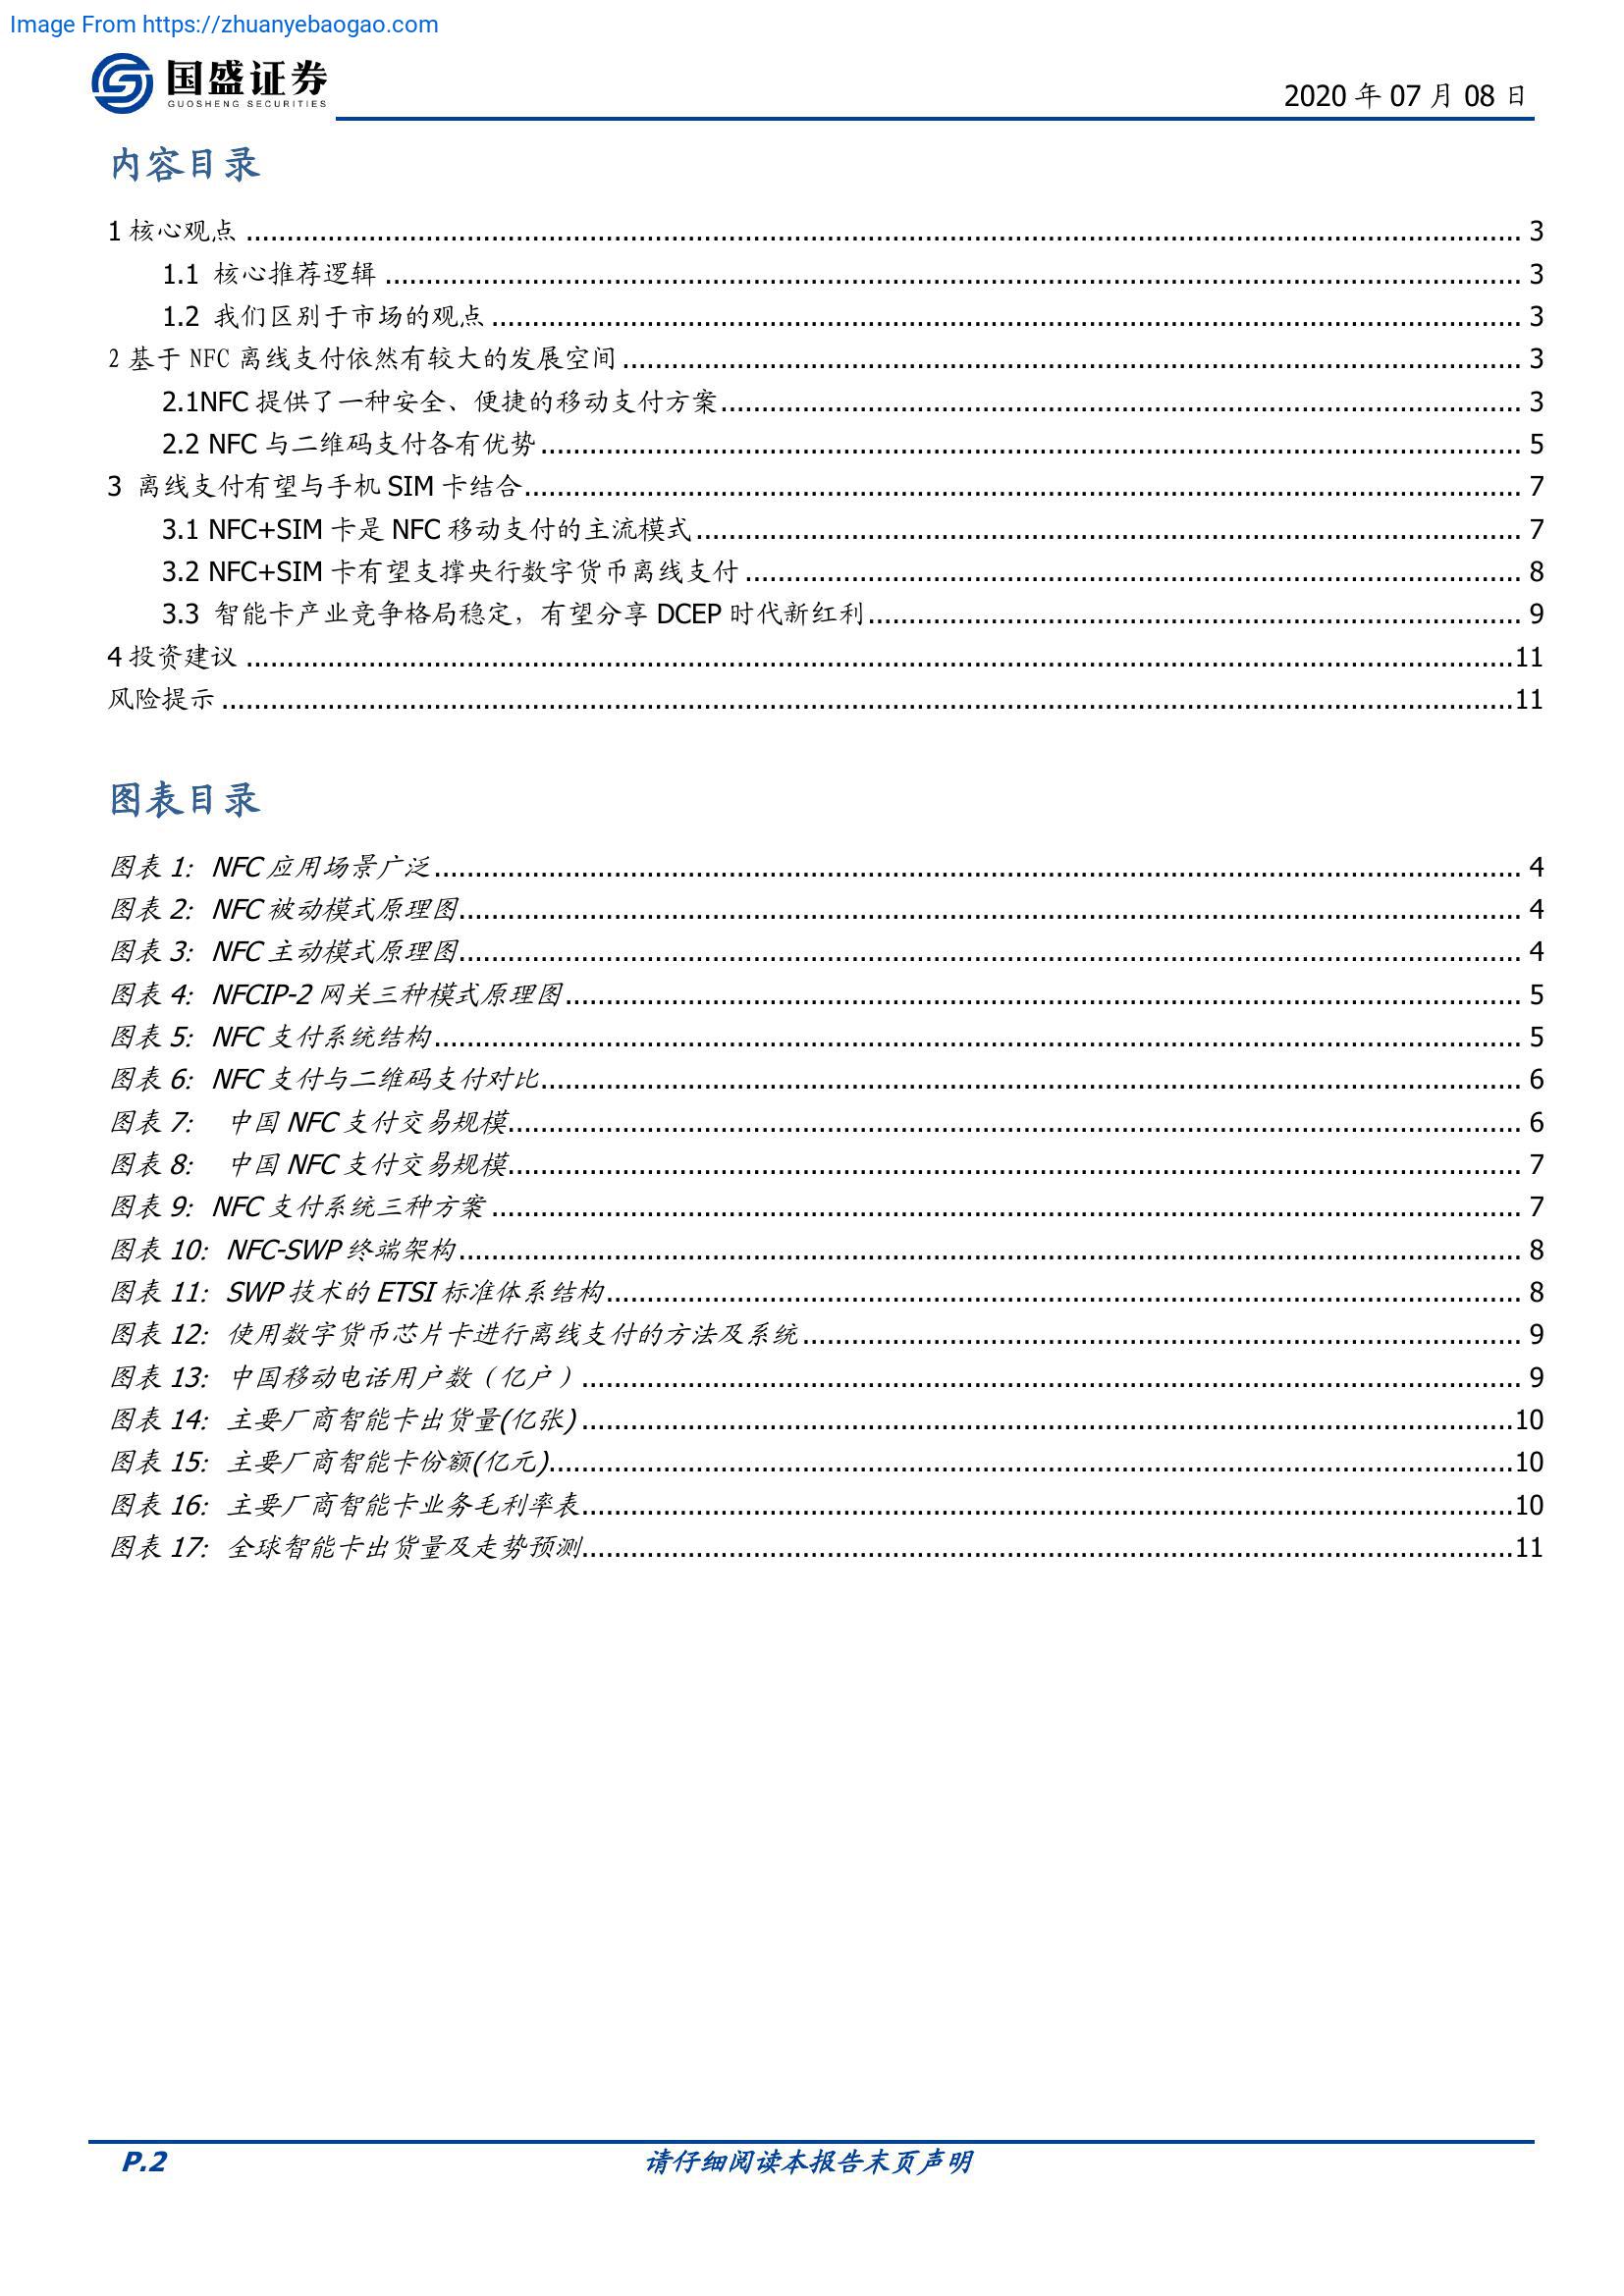 Image From https://zhuanyebaogao.com
国盛证券
GUOSHENG SECURITIES
2020 年 07 月 08 日
内容目录
1 核心观点 ........ 3
1.1 核心推荐逻辑 ........ 3
1.2 我们区别于市场的观点 ........ 3
2 基于 NFC 离线支付依然有较大的发展空间 ........ 3
2.1NFC 提供了一种安全、便捷的移动支付方案 ........ 3
2.2 NFC 与二维码支付各有优势 ........ 5
3 离线支付有望与手机 SIM 卡结合 ........ 7
3.1 NFC+SIM 卡是 NFC 移动支付的主流模式 ........ 7
3.2 NFC+SIM 卡有望支撑央行数字货币离线支付 ........ 8
3.3 智能卡产业竞争格局稳定，有望分享 DCEP 时代新红利 ........ 9
4 投资建议 ........ 11
风险提示 ........ 11
图表目录
图表 1: NFC 应用场景广泛 ........ 4
图表 2: NFC 被动模式原理图 ........ 4
图表 3: NFC 主动模式原理图 ........ 4
图表 4: NFCIP-2 网关三种模式原理图 ........ 5
图表 5: NFC 支付系统结构 ........ 5
图表 6: NFC 支付与二维码支付对比 ........ 6
图表 7: 中国 NFC 支付交易规模 ........ 6
图表 8: 中国 NFC 支付交易规模 ........ 7
图表 9: NFC 支付系统三种方案 ........ 7
图表 10: NFC-SWP 终端架构 ........ 8
图表 11: SWP 技术的 ETSI 标准体系结构 ........ 8
图表 12: 使用数字货币芯片卡进行离线支付的方法及系统 ........ 9
图表 13: 中国移动电话用户数（亿户） ........ 9
图表 14: 主要厂商智能卡出货量(亿张) ........ 10
图表 15: 主要厂商智能卡份额(亿元) ........ 10
图表 16: 主要厂商智能卡业务毛利率表 ........ 10
图表 17: 全球智能卡出货量及走势预测 ........ 11
P.2
请仔细阅读本报告末页声明